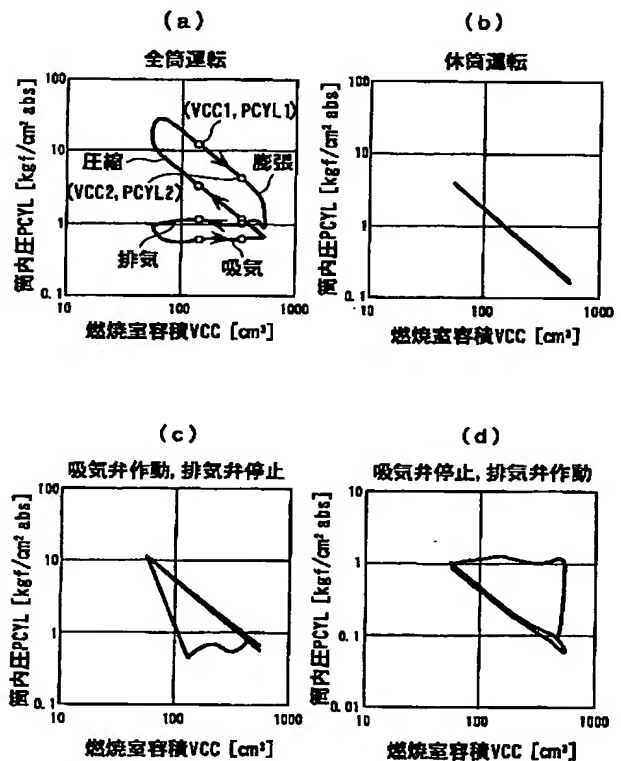 (a)
全筒運転
筒内圧PCYL [kgf/cm² abs]
100
10
1
0.1
(VCC1, PCYL1)
圧縮
膨張
(VCC2, PCYL2)
排気
吸気
10
100
1000
燃焼室容積VCC [cm³]
(b)
休筒運転
筒内圧PCYL [kgf/cm² abs]
100
10
1
0.1
10
100
1000
燃焼室容積VCC [cm³]
(c)
吸気弁作動, 排気弁停止
筒内圧PCYL [kgf/cm² abs]
100
10
1
0.1
10
100
1000
燃焼室容積VCC [cm³]
(d)
吸気弁停止, 排気弁作動
筒内圧PCYL [kgf/cm² abs]
10
1
0.1
0.01
10
100
1000
燃焼室容積VCC [cm³]